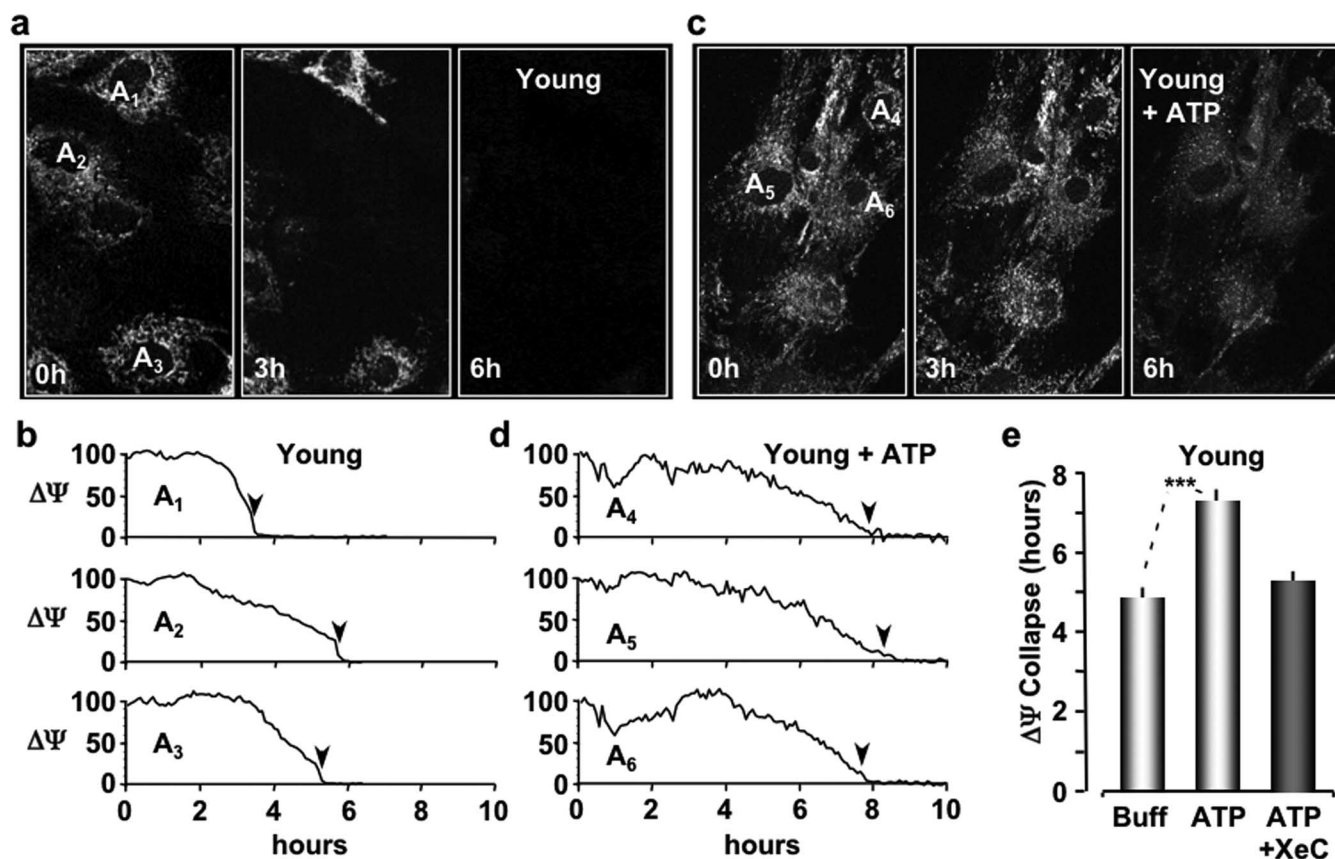 a
Young
A1
A2
A3
0h
3h
6h
c
Young
+ ATP
A4
A5
A6
0h
3h
6h
b
Young
100
ΔΨ 50
0
A1
100
ΔΨ 50
0
A2
100
ΔΨ 50
0
A3
0 2 4 6 8 10
hours
d
Young + ATP
100
50
0
A4
100
50
0
A5
100
50
0
A6
0 2 4 6 8 10
hours
e
Young
ΔΨ Collapse (hours)
8
6
4
2
0
***
Buff ATP ATP
+XeC